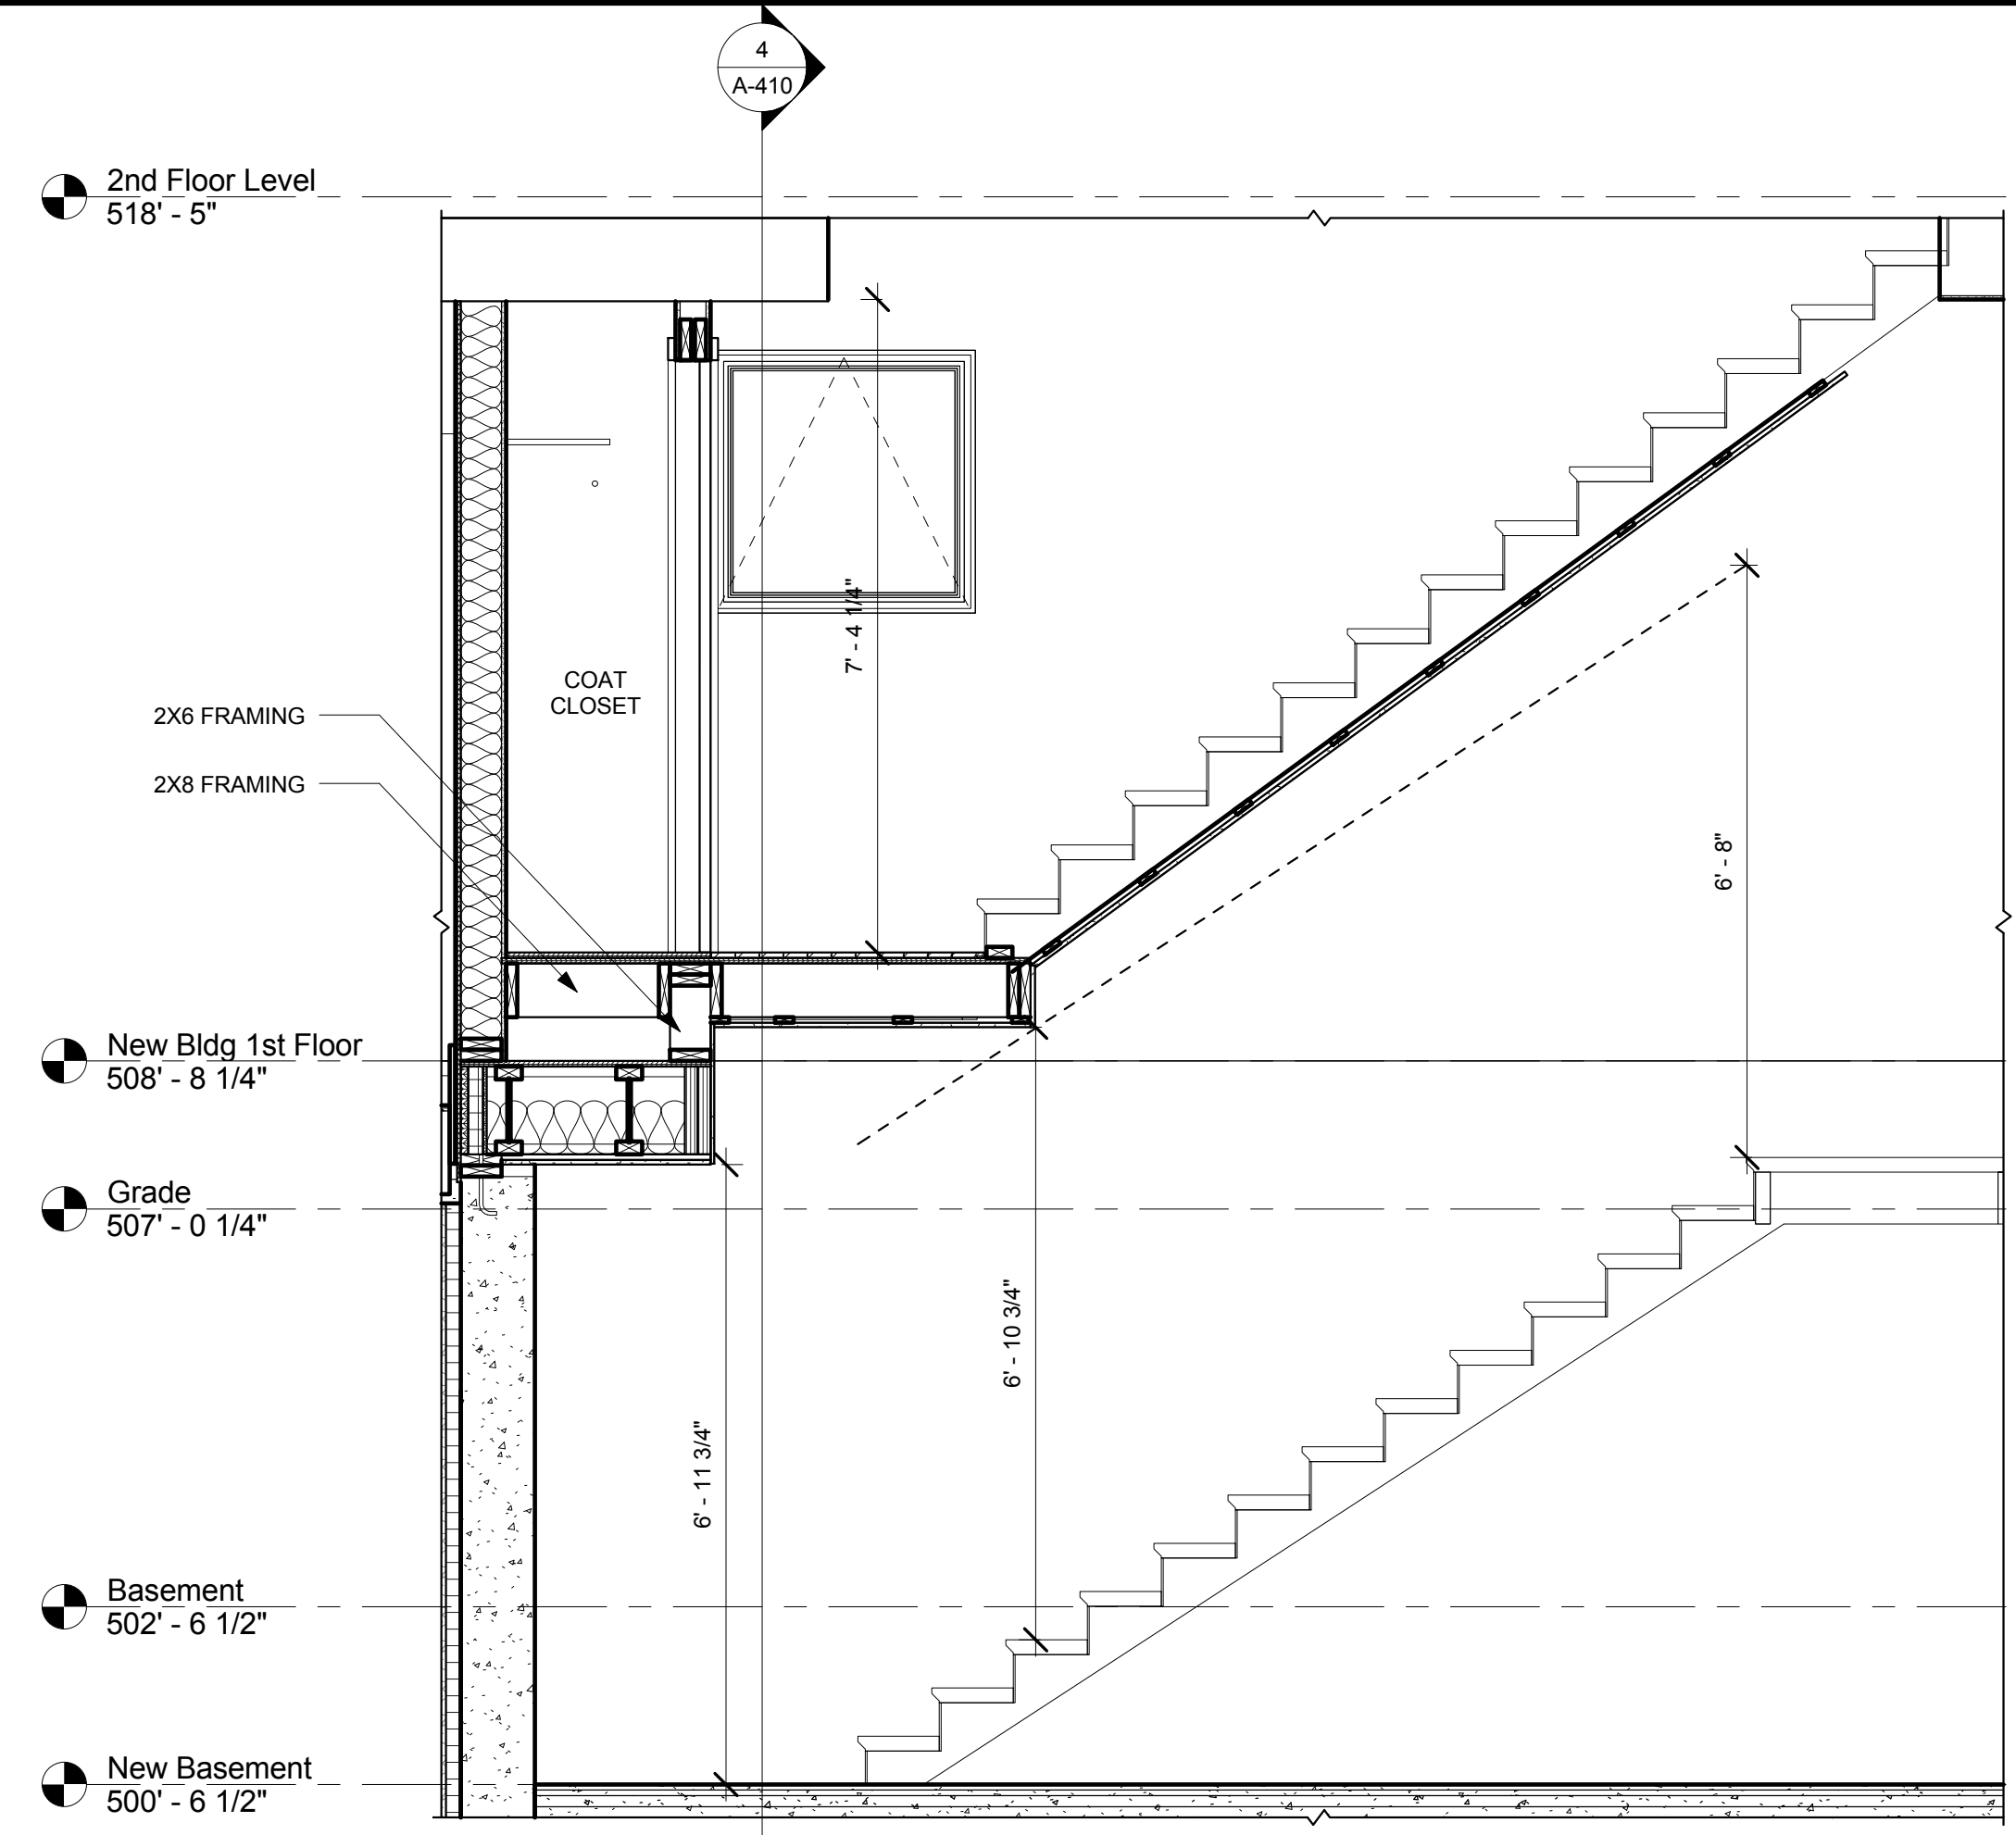 4
A-410
2nd Floor Level
518' - 5"
7' - 4 1/4"
COAT
CLOSET
2X6 FRAMING
2X8 FRAMING
6' - 8"
New Bldg 1st Floor
508' - 8 1/4"
Grade
507' - 0 1/4"
6' - 10 3/4"
6' - 11 3/4"
Basement
502' - 6 1/2"
New Basement
500' - 6 1/2"